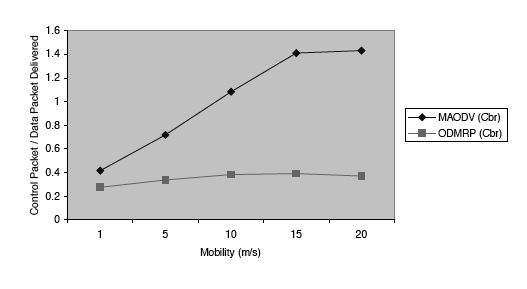 Control Packet / Data Packet Delivered
1.6
1.4
1.2
1
0.8
0.6
0.4
0.2
0
1 5 10 15 20
Mobility (m/s)
MAODV (Cbr)
ODMRP (Cbr)